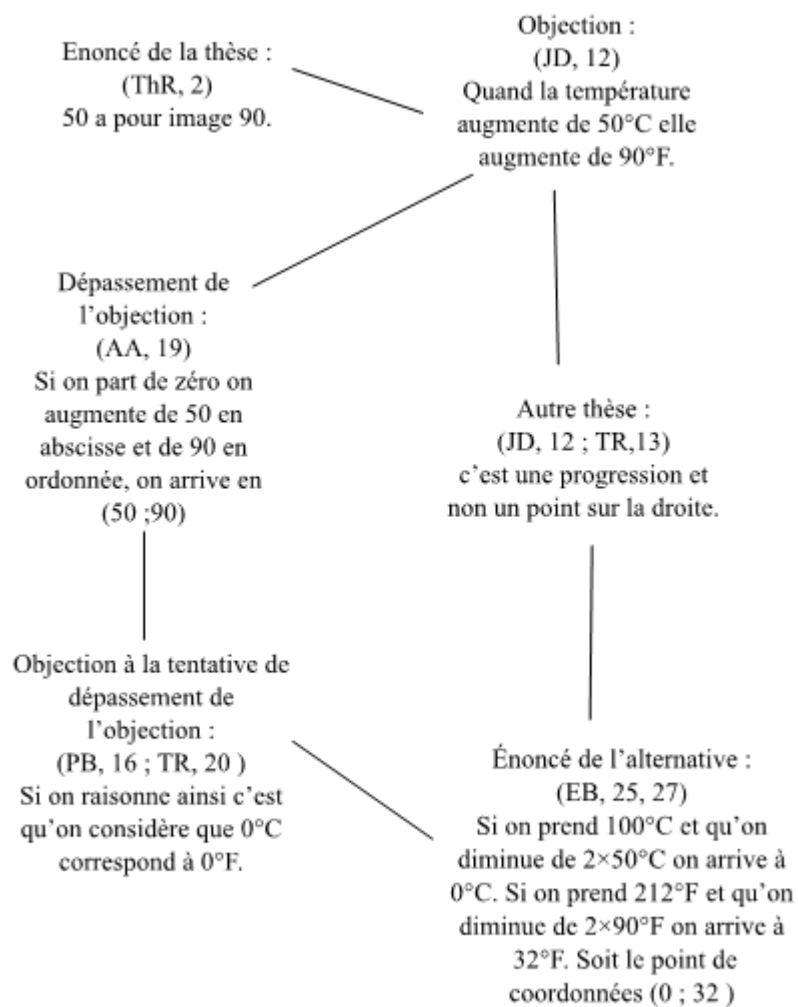 Enoncé de la thèse :
(ThR, 2)
50 a pour image 90.
Objection :
(JD, 12)
Quand la température
augmente de 50°C elle
augmente de 90°F.
Dépassement de
l’objection :
(AA, 19)
Si on part de zéro on
augmente de 50 en
abscisse et de 90 en
ordonnée, on arrive en
(50 ;90)
Autre thèse :
(JD, 12 ; TR,13)
c’est une progression et
non un point sur la droite.
Objection à la tentative de
dépassement de
l’objection :
(PB, 16 ; TR, 20 )
Si on raisonne ainsi c’est
qu’on considère que 0°C
correspond à 0°F.
Énoncé de l’alternative :
(EB, 25, 27)
Si on prend 100°C et qu’on
diminue de 2×50°C on arrive à
0°C. Si on prend 212°F et qu’on
diminue de 2×90°F on arrive à
32°F. Soit le point de
coordonnées (0 ; 32 )